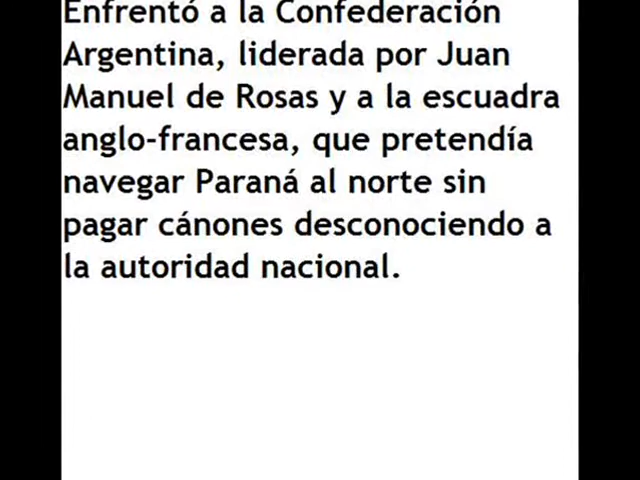 Enfrentó a la Confederación
Argentina, liderada por Juan
Manuel de Rosas y a la escuadra
anglo-francesa, que pretendía
navegar Paraná al norte sin
pagar cánones desconociendo a
la autoridad nacional.